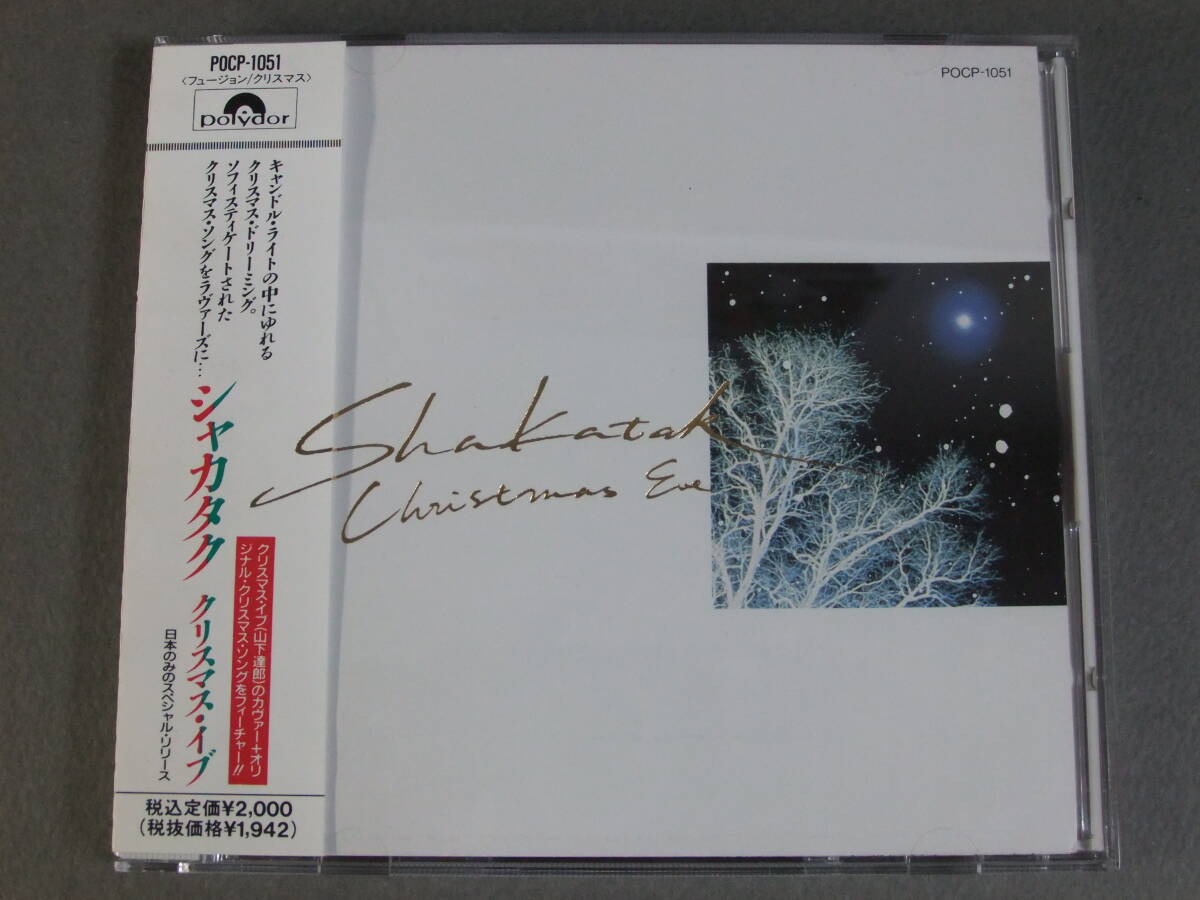 POCP-1051
〈フュージョン/クリスマス〉
polydor
キャンドル・ライトの中にゆれる
クリスマス・ドリーミング。
ソフィスティケートされた
クリスマス・ソングをラヴァーズに…
シャカタク
クリスマス・イブ
クリスマス・イブ(山下達郎)のカヴァー+オリ
ジナル・クリスマス・ソングをフィーチャー!!
日本のみのスペシャル・リリース
税込定価¥2,000
(税抜価格¥1,942)
POCP-1051
Shakatak
Christmas Eve